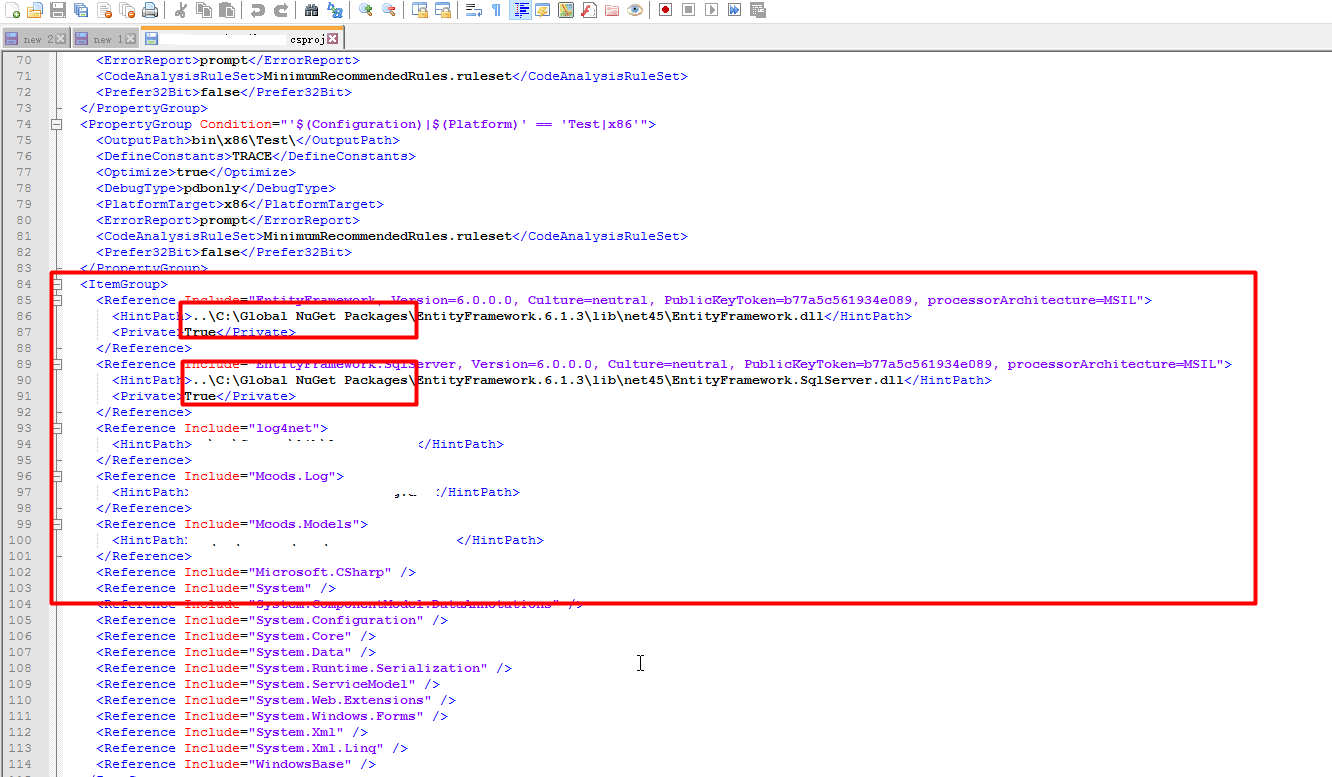 new 2
new 1
csproj
70 <ErrorReport>prompt</ErrorReport>
71 <CodeAnalysisRuleSet>MinimumRecommendedRules.ruleset</CodeAnalysisRuleSet>
72 <Prefer32Bit>false</Prefer32Bit>
73 </PropertyGroup>
74 <PropertyGroup Condition="'$(Configuration)|$(Platform)' == 'Test|x86'">
75 <OutputPath>bin\x86\Test\</OutputPath>
76 <DefineConstants>TRACE</DefineConstants>
77 <Optimize>true</Optimize>
78 <DebugType>pdbonly</DebugType>
79 <PlatformTarget>x86</PlatformTarget>
80 <ErrorReport>prompt</ErrorReport>
81 <CodeAnalysisRuleSet>MinimumRecommendedRules.ruleset</CodeAnalysisRuleSet>
82 <Prefer32Bit>false</Prefer32Bit>
83 </PropertyGroup>
84 <ItemGroup>
85 <Reference Include="EntityFramework, Version=6.0.0.0, Culture=neutral, PublicKeyToken=b77a5c561934e089, processorArchitecture=MSIL">
86 <HintPath>..\C:\Global NuGet Packages\EntityFramework.6.1.3\lib\net45\EntityFramework.dll</HintPath>
87 <Private>True</Private>
88 </Reference>
89 <Reference Include="EntityFramework.SqlServer, Version=6.0.0.0, Culture=neutral, PublicKeyToken=b77a5c561934e089, processorArchitecture=MSIL">
90 <HintPath>..\C:\Global NuGet Packages\EntityFramework.6.1.3\lib\net45\EntityFramework.SqlServer.dll</HintPath>
91 <Private>True</Private>
92 </Reference>
93 <Reference Include="log4net">
94 <HintPath> </HintPath>
95 </Reference>
96 <Reference Include="Mcods.Log">
97 <HintPath> </HintPath>
98 </Reference>
99 <Reference Include="Mcods.Models">
100 <HintPath </HintPath>
101 </Reference>
102 <Reference Include="Microsoft.CSharp" />
103 <Reference Include="System" />
104 <Reference Include="System.ComponentModel.DataAnnotations" />
105 <Reference Include="System.Configuration" />
106 <Reference Include="System.Core" />
107 <Reference Include="System.Data" />
108 <Reference Include="System.Runtime.Serialization" />
109 <Reference Include="System.ServiceModel" />
110 <Reference Include="System.Web.Extensions" />
111 <Reference Include="System.Windows.Forms" />
112 <Reference Include="System.Xml" />
113 <Reference Include="System.Xml.Linq" />
114 <Reference Include="WindowsBase" />